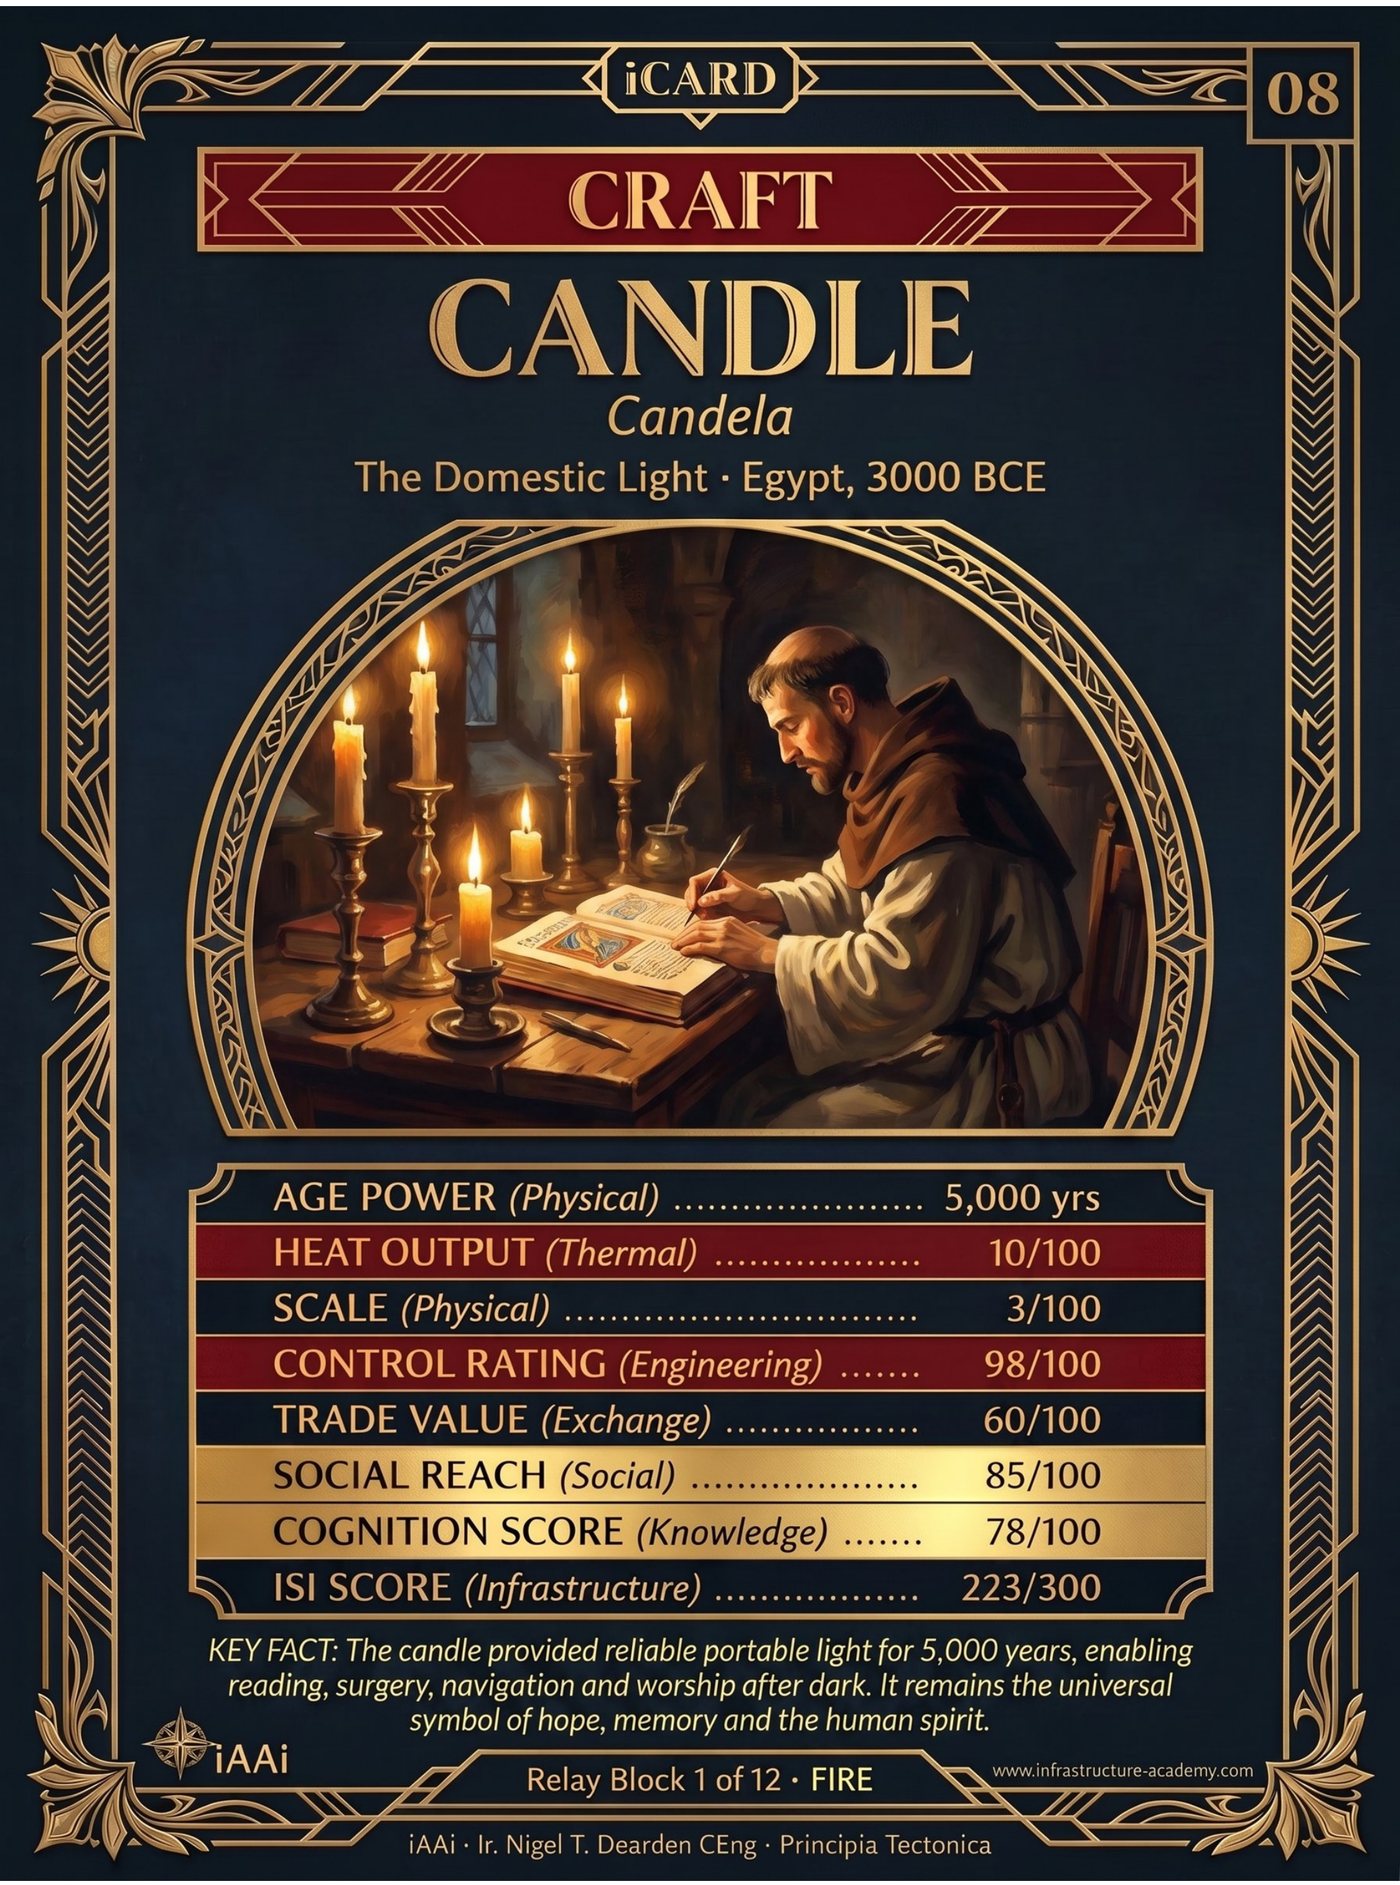 iCARD
08
CRAFT
CANDLE
Candela
The Domestic Light · Egypt, 3000 BCE
AGE POWER (Physical) ........................ 5,000 yrs
HEAT OUTPUT (Thermal) ................... 10/100
SCALE (Physical) ................................. 3/100
CONTROL RATING (Engineering) ....... 98/100
TRADE VALUE (Exchange) .................. 60/100
SOCIAL REACH (Social) ..................... 85/100
COGNITION SCORE (Knowledge) ....... 78/100
ISI SCORE (Infrastructure) ................... 223/300
KEY FACT: The candle provided reliable portable light for 5,000 years, enabling
reading, surgery, navigation and worship after dark. It remains the universal
symbol of hope, memory and the human spirit.
iAAi
Relay Block 1 of 12 · FIRE
www.infrastructure-academy.com
iAAi · Ir. Nigel T. Dearden CEng · Principia Tectonica